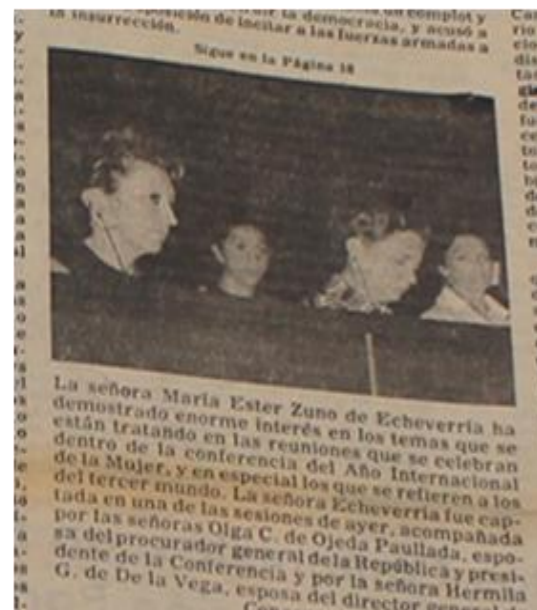 un complot y
la democracia, y acusó a
posición de incitar a las fuerzas armadas a
la insurrección.
Sigue en la Página 18
La señora María Ester Zuno de Echeverría ha
demostrado enorme interés en los temas que se
están tratando en las reuniones que se celebran
dentro de la conferencia del Año Internacional
de la Mujer, y en especial los que se refieren a los
del tercer mundo. La señora Echeverría fue cap-
tada en una de las sesiones de ayer, acompañada
por las señoras Olga C. de Ojeda Paullada, espo-
sa del procurador general de la República y presi-
dente de la Conferencia y por la señora Hermila
G. de De la Vega, esposa del director